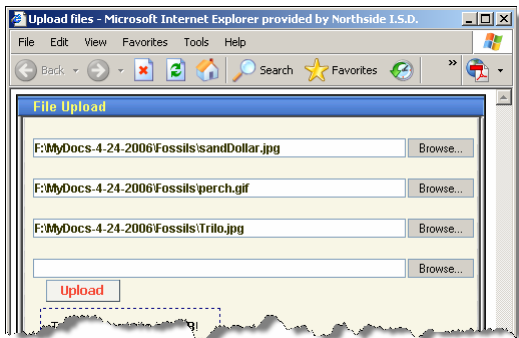 Upload files - Microsoft Internet Explorer provided by Northside I.S.D.
File Edit View Favorites Tools Help
Back Search Favorites »
File Upload
F:\MyDocs-4-24-2006\Fossils\sandDollar.jpg Browse...
F:\MyDocs-4-24-2006\Fossils\perch.gif Browse...
F:\MyDocs-4-24-2006\Fossils\Trilo.jpg Browse...
Browse...
Upload